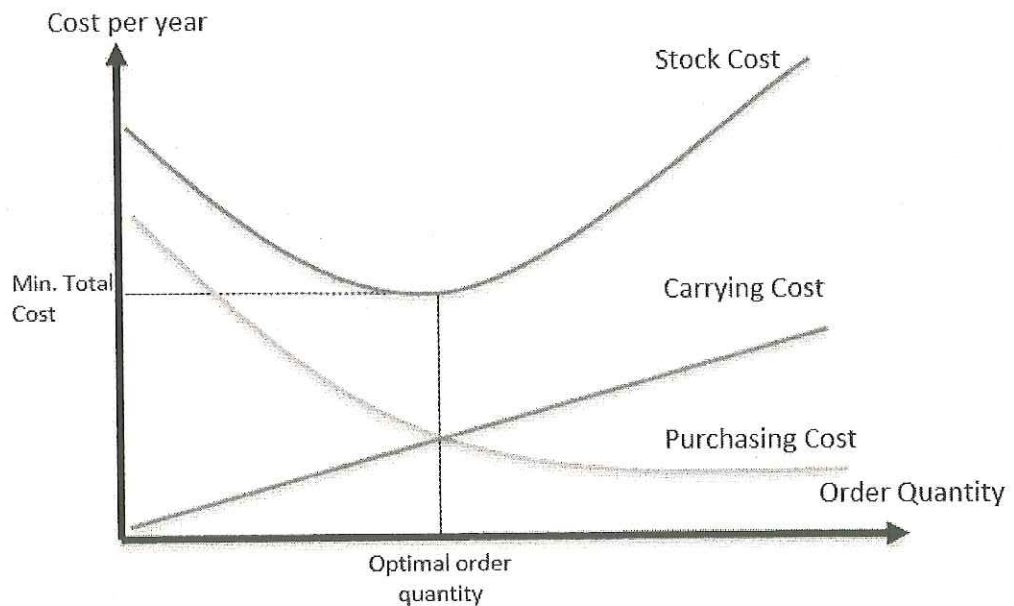 Cost per year
Stock Cost
Min. Total
Cost
Carrying Cost
Purchasing Cost
Order Quantity
Optimal order
quantity